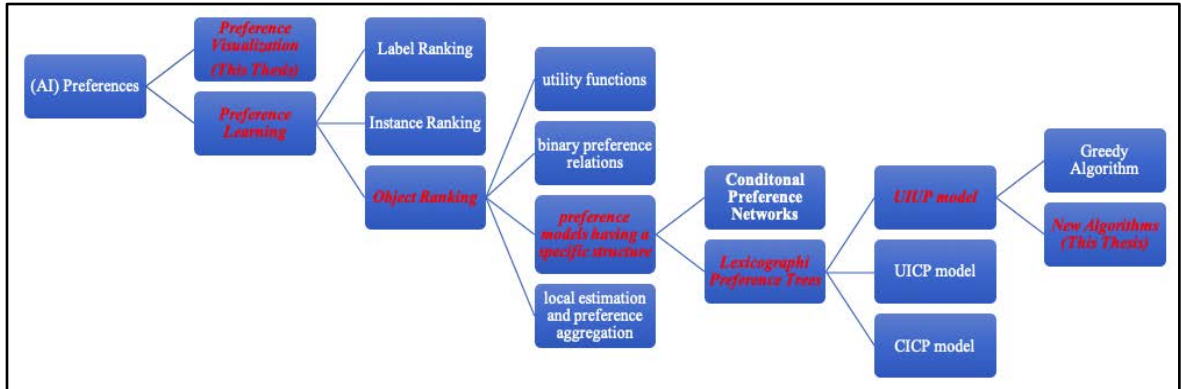 (AI) Preferences
Preference
Visualization
(This Thesis)
Preference
Learning
Label Ranking
Instance Ranking
Object Ranking
utility functions
binary preference
relations
preference
models having a
specific structure
local estimation
and preference
aggregation
Conditonal
Preference
Networks
Lexicographi
Preference Trees
UIUP model
UICP model
CICP model
Greedy
Algorithm
New Algorithms
(This Thesis)